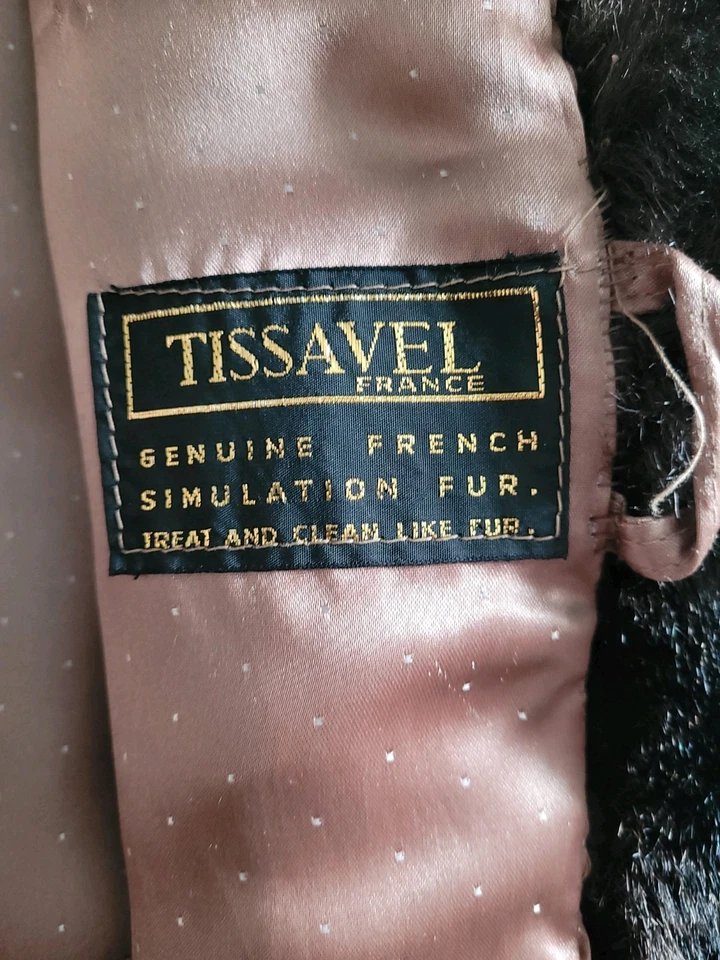 TISSAVEL
FRANCE
GENUINE FRENCH
SIMULATION FUR.
TREAT AND CLEAN LIKE FUR.